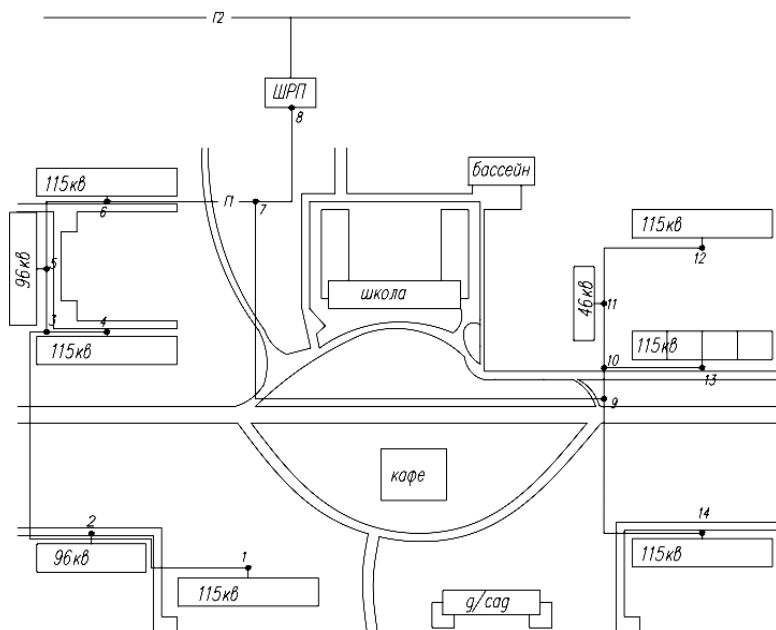 Г2
ШРП
8
бассейн
115кв
6
Г1
7
115кв
12
96кв
5
школа
46кв
11
3
4
115кв
115кв
10
13
9
кафе
2
14
96кв
1
115кв
115кв
д/сад